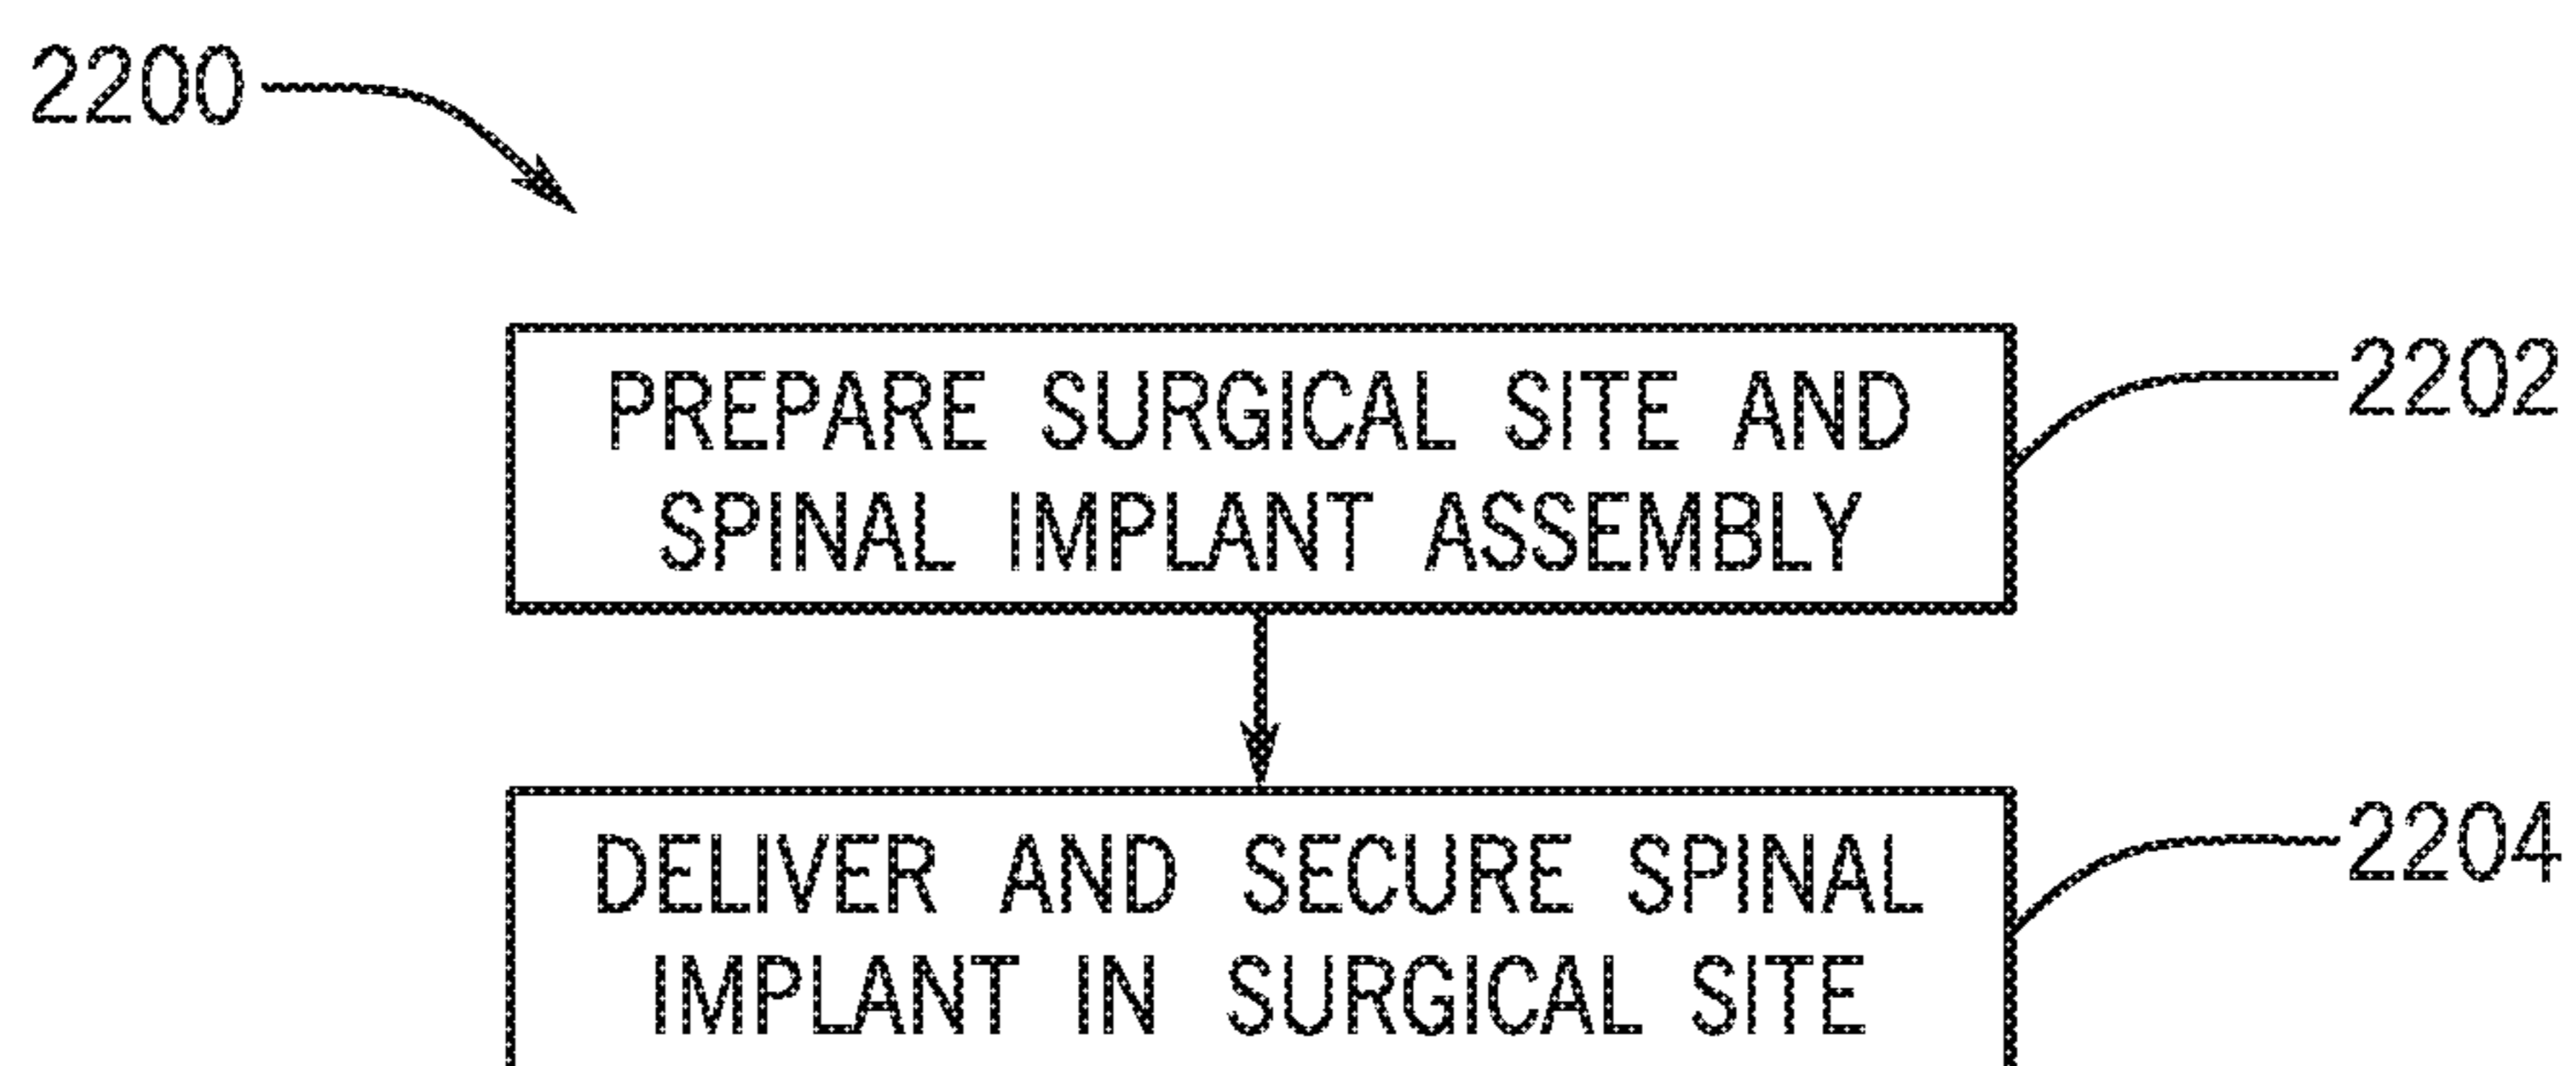 2200
PREPARE SURGICAL SITE AND
SPINAL IMPLANT ASSEMBLY
2202
DELIVER AND SECURE SPINAL
IMPLANT IN SURGICAL SITE
2204